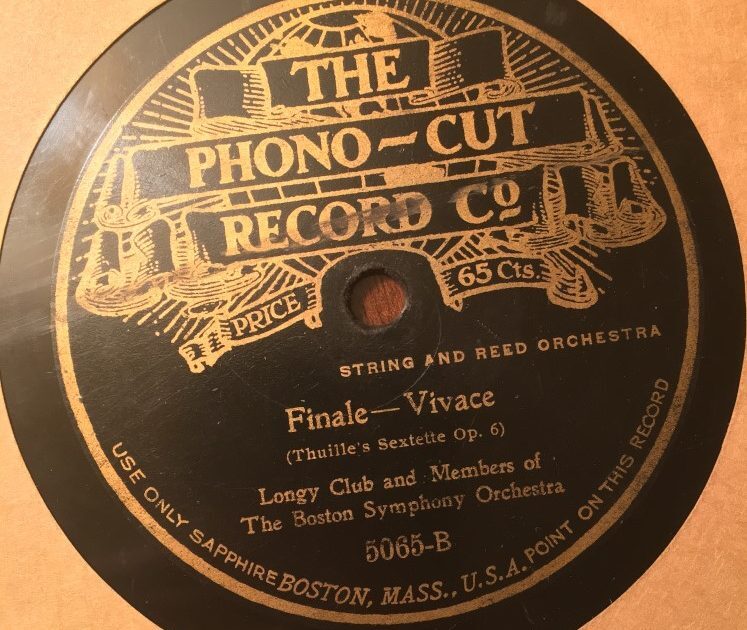 THE
PHONO-CUT
RECORD Co
PRICE 65 Cts.
STRING AND REED ORCHESTRA
Finale—Vivace
(Thuille's Sextette Op. 6)
Longy Club and Members of
The Boston Symphony Orchestra
5065-B
USE ONLY SAPPHIRE POINT ON THIS RECORD
BOSTON, MASS., U.S.A.